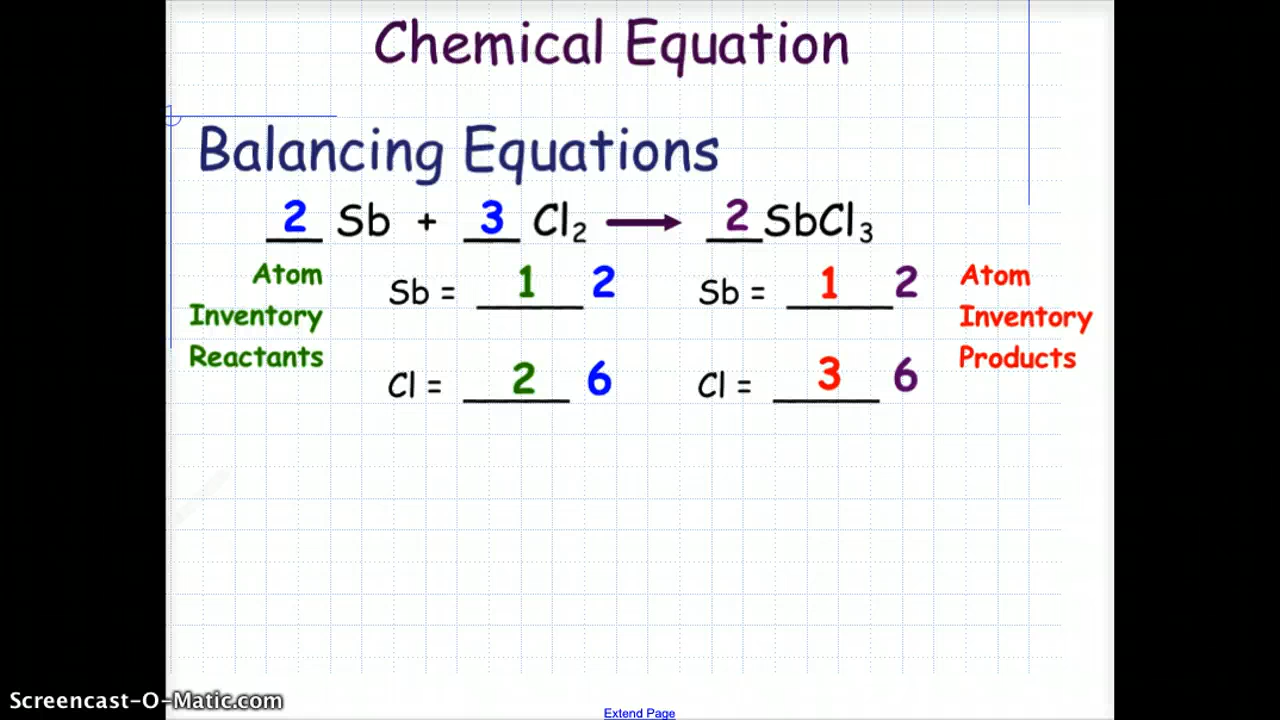 Chemical Equation
Balancing Equations
2 Sb + 3 Cl₂ → 2 SbCl₃
Atom Inventory Reactants
Sb = 1 2
Cl = 2 6
Sb = 1 2
Cl = 3 6
Atom Inventory Products
Screencast-O-Matic.com
Extend Page